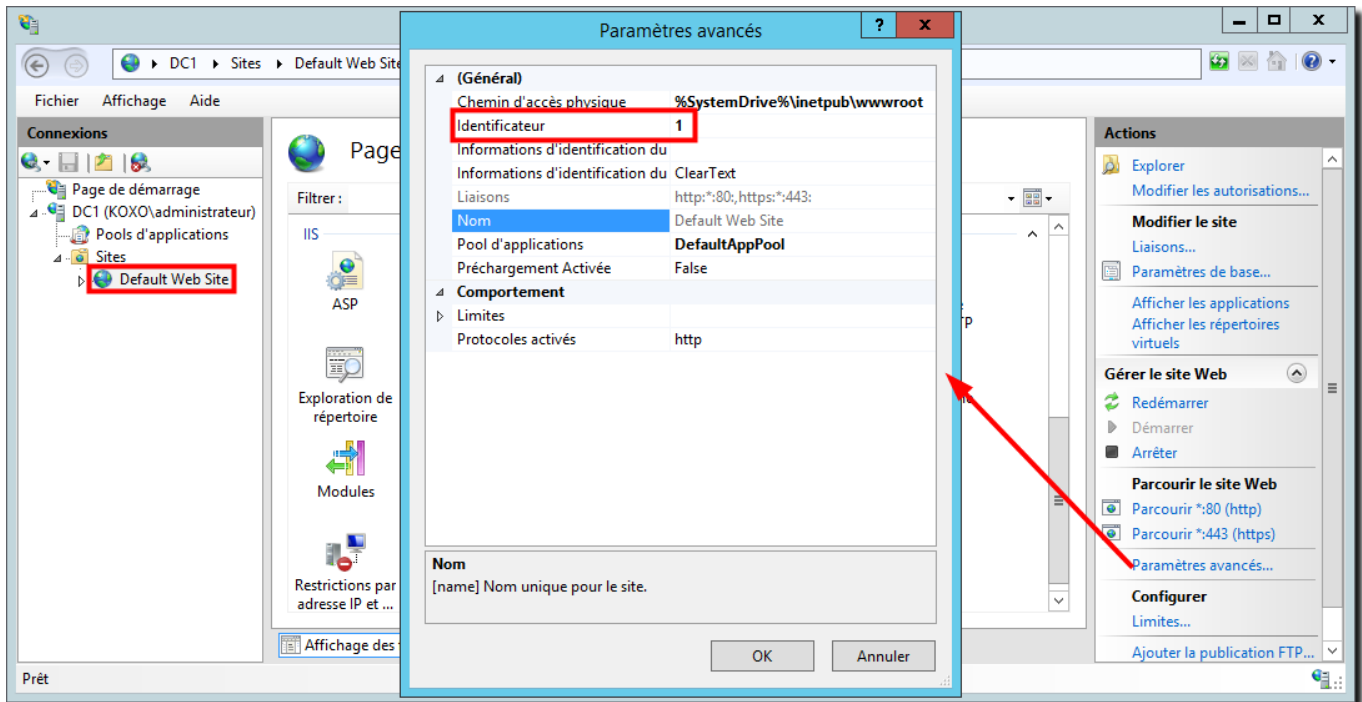 Paramètres avancés
?
x
X
DC1 Sites Default Web Site
Fichier Affichage Aide
Connexions
Page de démarrage
DC1 (KOXO\administrateur)
Pools d'applications
Sites
Default Web Site
Page
Filtrer :
IIS
ASP
Exploration de
répertoire
Modules
Restrictions par
adresse IP et ...
Affichage des
(Général)
Chemin d'accès physique %SystemDrive%\inetpub\wwwroot
Identificateur 1
Informations d'identification du
Informations d'identification du ClearText
Liaisons http:*:80:,https:*:443:
Nom Default Web Site
Pool d'applications DefaultAppPool
Préchargement Activée False
Comportement
Limites
Protocoles activés http
Nom
[name] Nom unique pour le site.
OK Annuler
Actions
Explorer
Modifier les autorisations...
Modifier le site
Liaisons...
Paramètres de base...
Afficher les applications
Afficher les répertoires
virtuels
Gérer le site Web
Redémarrer
Démarrer
Arrêter
Parcourir le site Web
Parcourir *:80 (http)
Parcourir *:443 (https)
Paramètres avancés...
Configurer
Limites...
Ajouter la publication FTP...
Prêt